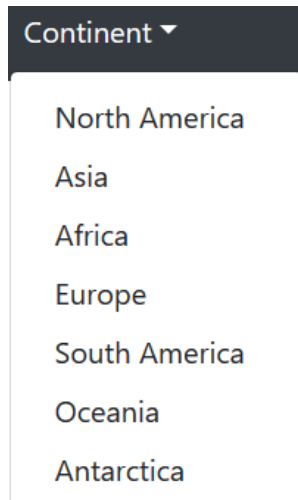 Continent
North America
Asia
Africa
Europe
South America
Oceania
Antarctica